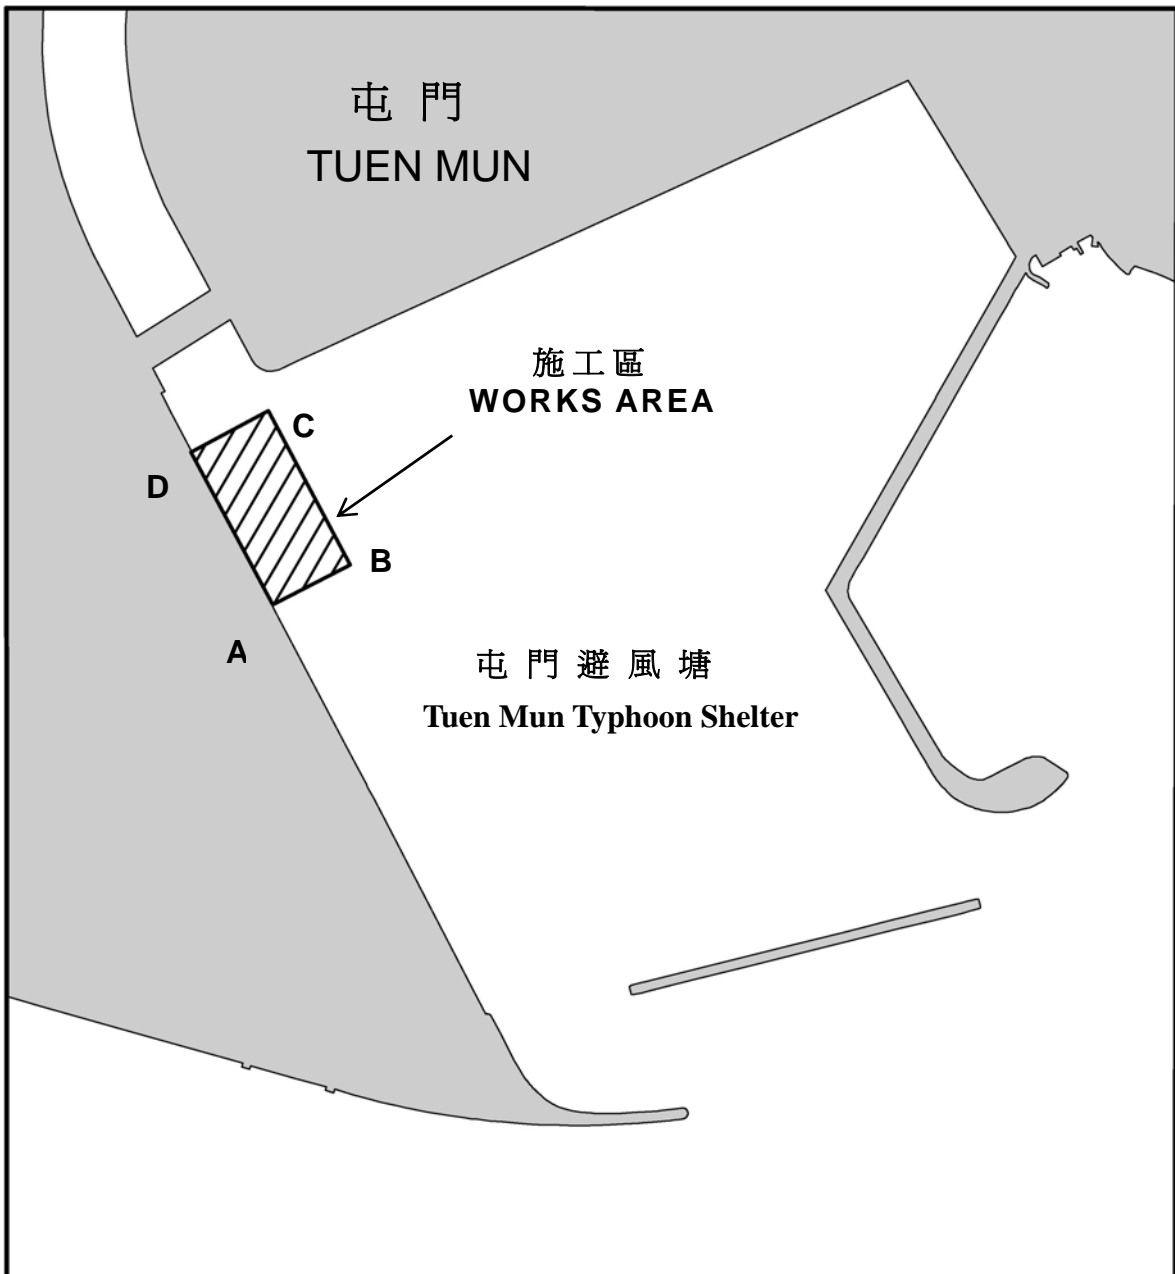 屯門
TUEN MUN
施工區
WORKS AREA
C
D
B
A
屯門避風塘
Tuen Mun Typhoon Shelter